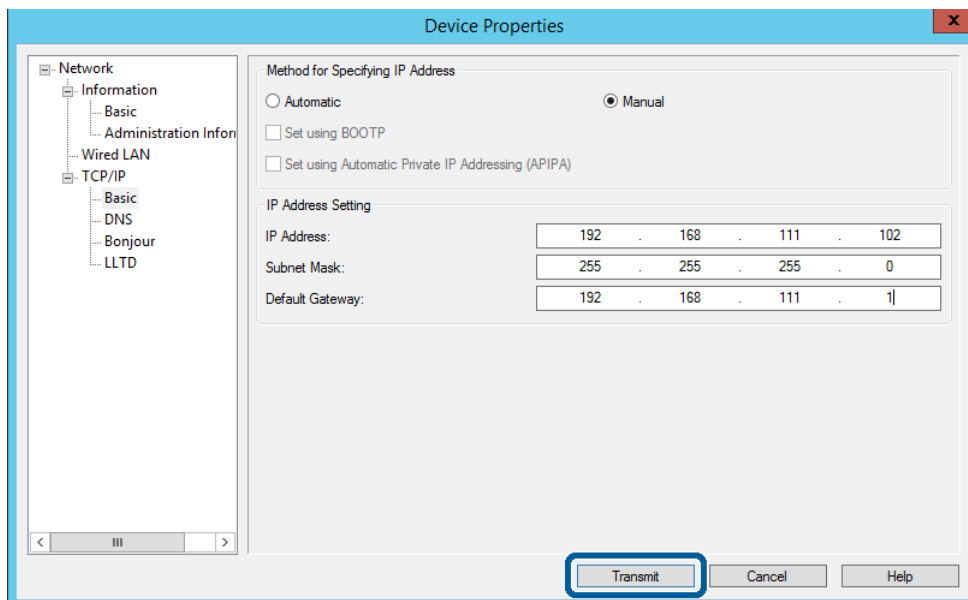 Device Properties
x
Network
Information
Basic
Administration Inforn
Wired LAN
TCP/IP
Basic
DNS
Bonjour
LLTD
Method for Specifying IP Address
Automatic
Manual
Set using BOOTP
Set using Automatic Private IP Addressing (APIPA)
IP Address Setting
IP Address: 192 . 168 . 111 . 102
Subnet Mask: 255 . 255 . 255 . 0
Default Gateway: 192 . 168 . 111 . 1
Transmit Cancel Help